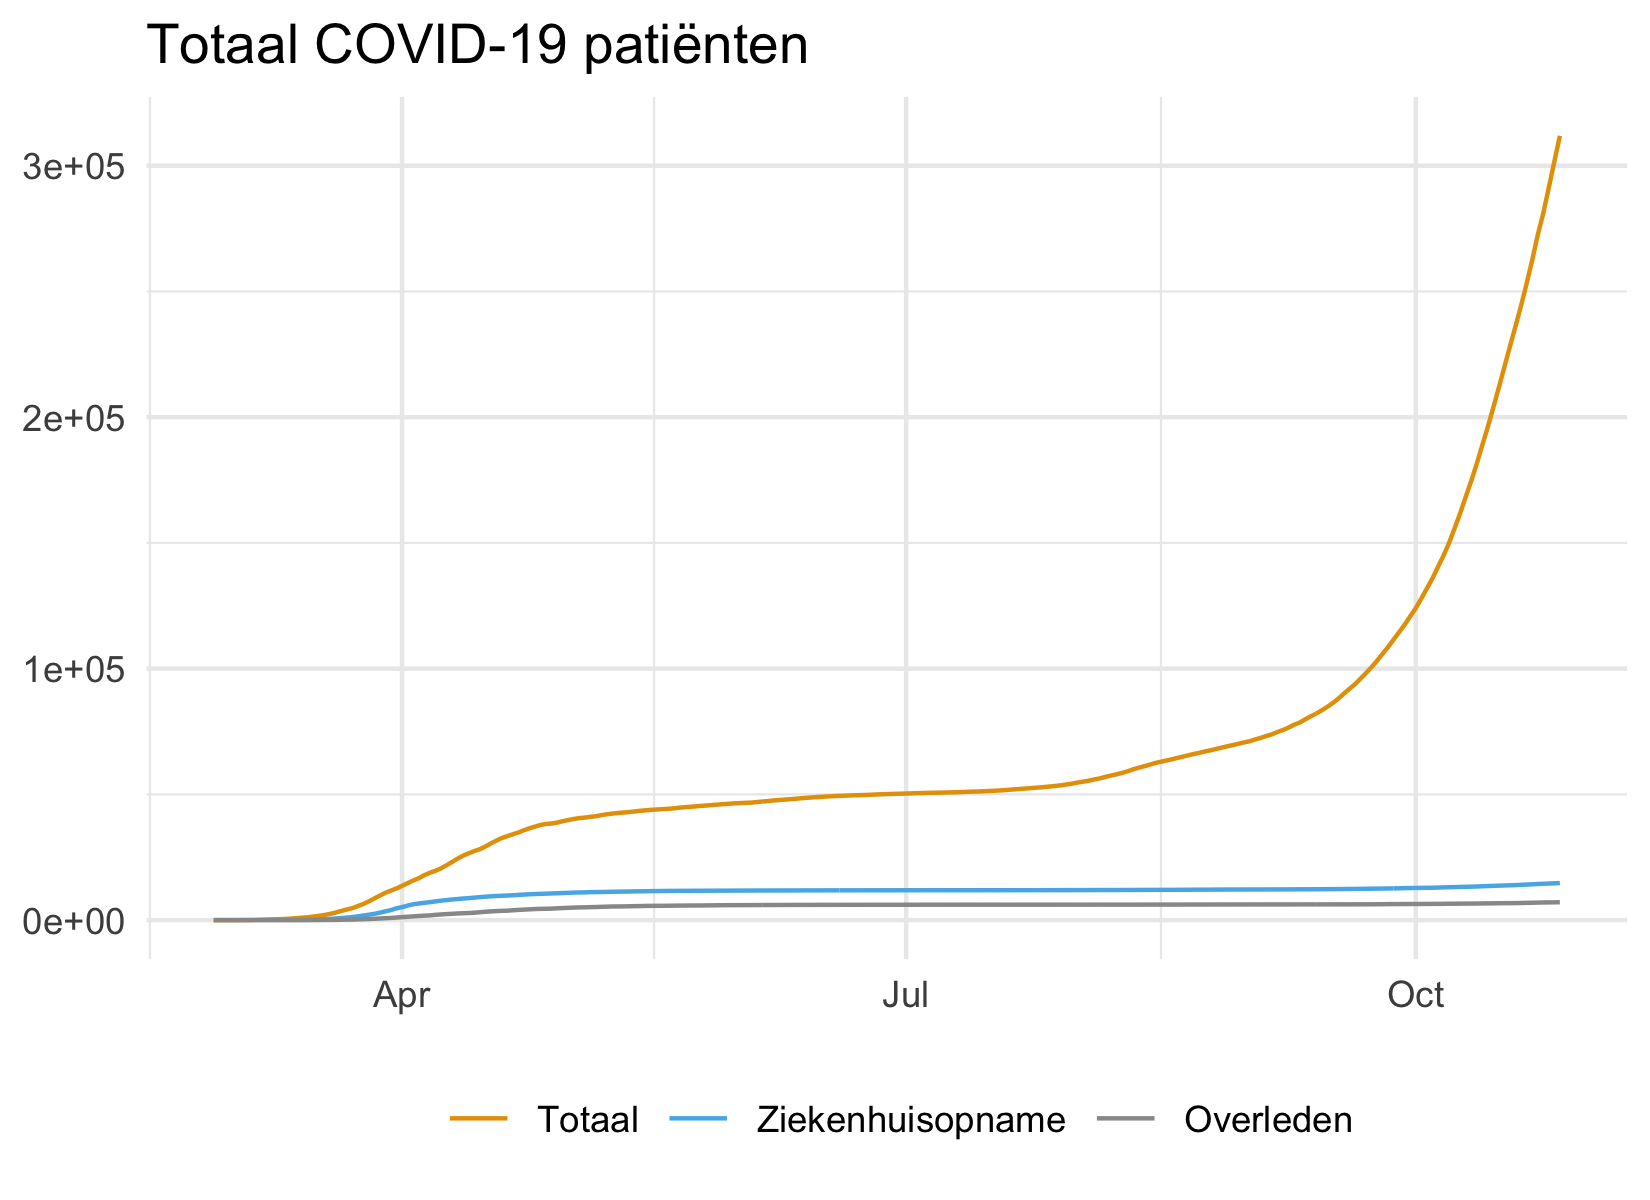 Totaal COVID-19 patiënten
3e+05
2e+05
1e+05
0e+00
Apr Jul Oct
Totaal Ziekenhuisopname Overleden